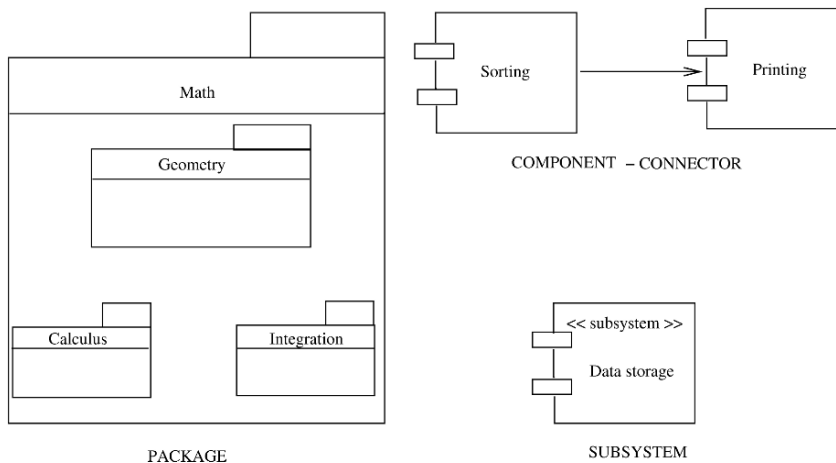 Math
Geometry
Calculus
Integration
PACKAGE
Sorting
Printing
COMPONENT – CONNECTOR
<< subsystem >>
Data storage
SUBSYSTEM